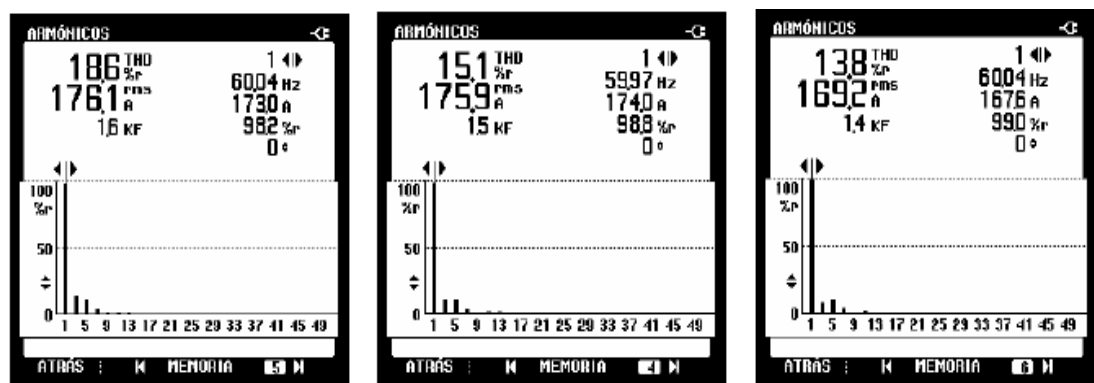 ARMÓNICOS
18,6 THD %r
1
60,04 Hz
176,1 rms A
173,0 A
1,6 KF
98,2 %r
0 °
100
%r
50
0
1 5 9 13 17 21 25 29 33 37 41 45 49
ATRÁS MEMORIA 5
ARMÓNICOS
15,1 THD %r
1
59,97 Hz
175,9 rms A
174,0 A
1,5 KF
98,8 %r
0 °
100
%r
50
0
1 5 9 13 17 21 25 29 33 37 41 45 49
ATRÁS MEMORIA 4
ARMÓNICOS
13,8 THD %r
1
60,04 Hz
169,2 rms A
167,6 A
1,4 KF
99,0 %r
0 °
100
%r
50
0
1 5 9 13 17 21 25 29 33 37 41 45 49
ATRÁS MEMORIA 6